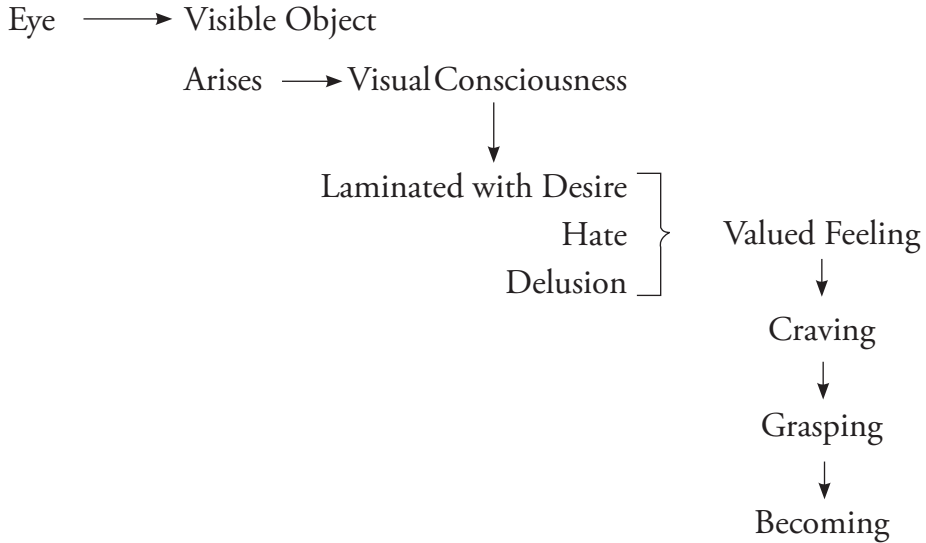 Eye Visible Object
Arises Visual Consciousness
Laminated with Desire
Hate
Delusion
Valued Feeling
Craving
Grasping
Becoming